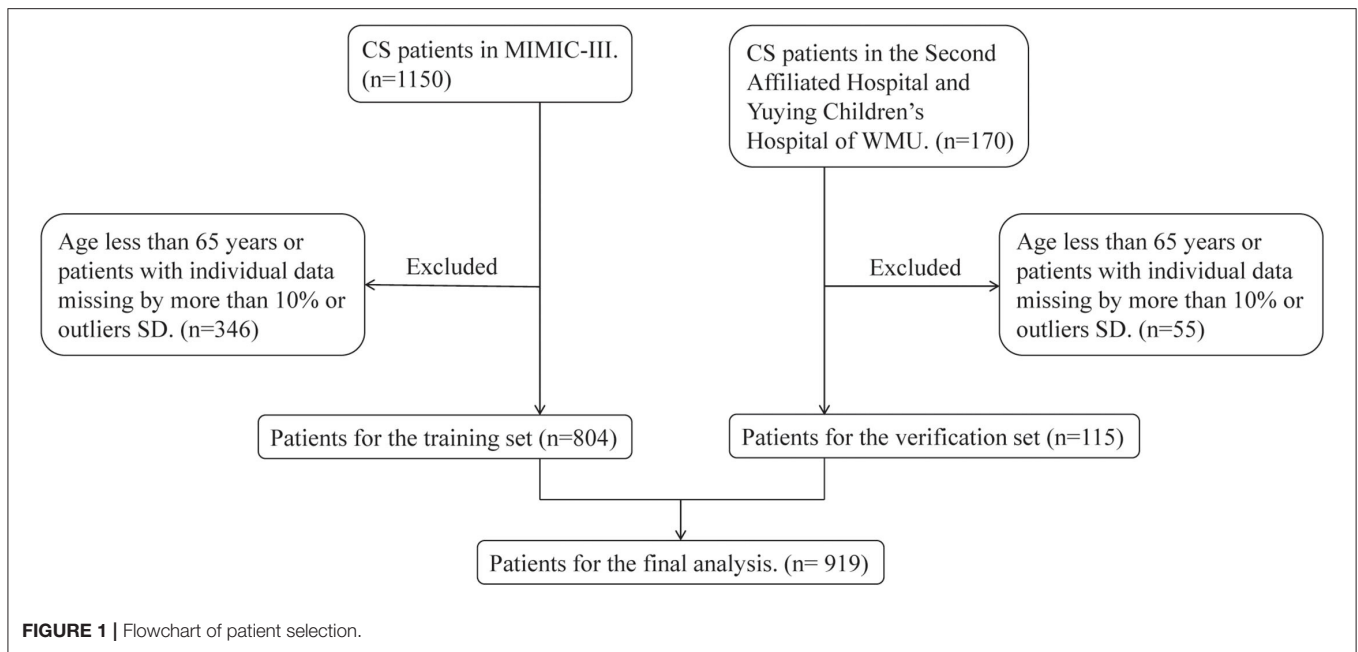 CS patients in MIMIC-III.
(n=1150)
CS patients in the Second
Affiliated Hospital and
Yuying Children's
Hospital of WMU. (n=170)
Age less than 65 years or
patients with individual data
missing by more than 10% or
outliers SD. (n=346)
Excluded
Excluded
Age less than 65 years or
patients with individual data
missing by more than 10% or
outliers SD. (n=55)
Patients for the training set (n=804)
Patients for the verification set (n=115)
Patients for the final analysis. (n= 919)
FIGURE 1 | Flowchart of patient selection.